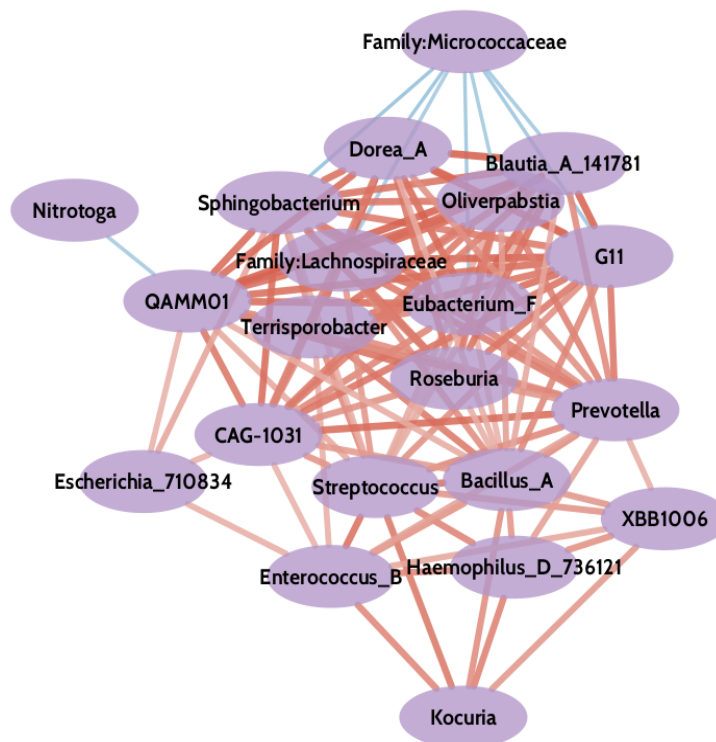 Family:Micrococcaceae
Dorea_A
Blautia_A_141781
Nitrotoga
Sphingobacterium
Oliverpabstia
Family:Lachnospiraceae
G11
QAMM01
Eubacterium_F
Terrisporobacter
Roseburia
Prevotella
CAG-1031
Escherichia_710834
Streptococcus
Bacillus_A
XBB1006
Enterococcus_B
Haemophilus_D_736121
Kocuria